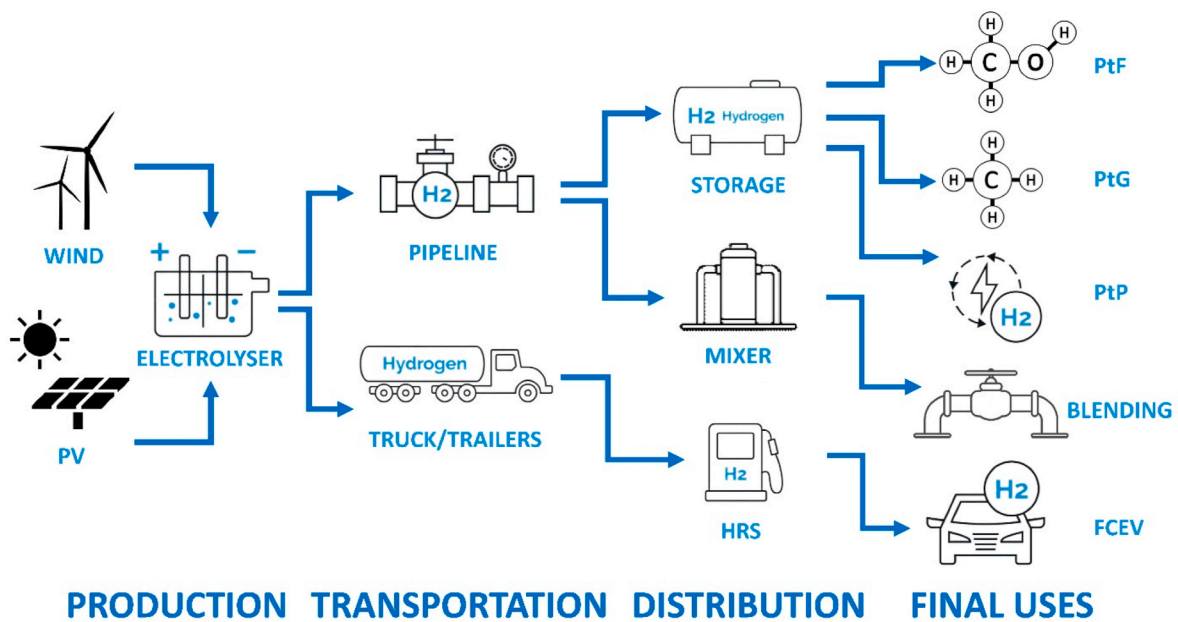 WIND
PV
+ −
ELECTROLYSER
H2
PIPELINE
Hydrogen
TRUCK/TRAILERS
H2 Hydrogen
STORAGE
MIXER
H2
HRS
H
H C O H
H
PtF
H
H C H
H
PtG
H2
PtP
BLENDING
H2
FCEV
PRODUCTION TRANSPORTATION DISTRIBUTION FINAL USES